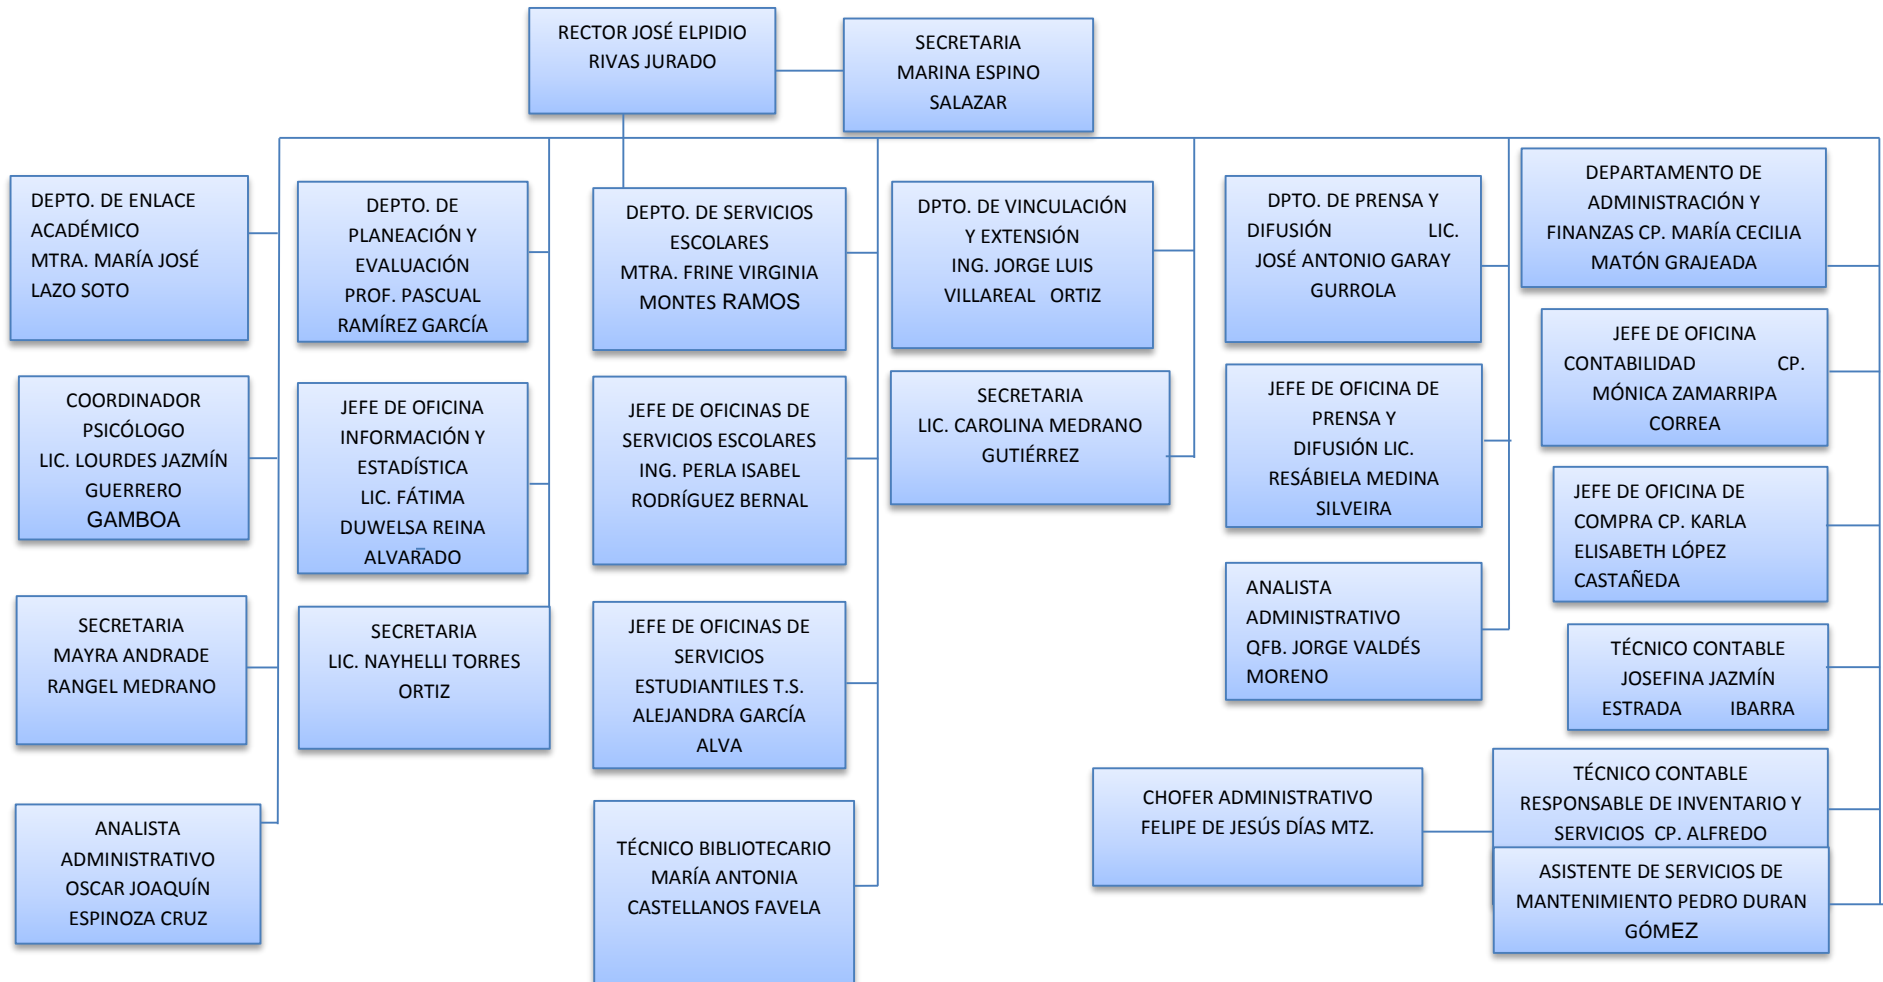 RECTOR JOSÉ ELPIDIO
RIVAS JURADO
SECRETARIA
MARINA ESPINO
SALAZAR
DEPTO. DE ENLACE
ACADÉMICO
MTRA. MARÍA JOSÉ
LAZO SOTO
COORDINADOR
PSICÓLOGO
LIC. LOURDES JAZMÍN
GUERRERO
GAMBOA
SECRETARIA
MAYRA ANDRADE
RANGEL MEDRANO
ANALISTA
ADMINISTRATIVO
OSCAR JOAQUÍN
ESPINOZA CRUZ
DEPTO. DE
PLANEACIÓN Y
EVALUACIÓN
PROF. PASCUAL
RAMÍREZ GARCÍA
JEFE DE OFICINA
INFORMACIÓN Y
ESTADÍSTICA
LIC. FÁTIMA
DUWELSA REINA
ALVARADO
SECRETARIA
LIC. NAYHELLI TORRES
ORTIZ
DEPTO. DE SERVICIOS
ESCOLARES
MTRA. FRINE VIRGINIA
MONTES RAMOS
JEFE DE OFICINAS DE
SERVICIOS ESCOLARES
ING. PERLA ISABEL
RODRÍGUEZ BERNAL
JEFE DE OFICINAS DE
SERVICIOS
ESTUDIANTILES T.S.
ALEJANDRA GARCÍA
ALVA
TÉCNICO BIBLIOTECARIO
MARÍA ANTONIA
CASTELLANOS FAVELA
DPTO. DE VINCULACIÓN
Y EXTENSIÓN
ING. JORGE LUIS
VILLAREAL ORTIZ
SECRETARIA
LIC. CAROLINA MEDRANO
GUTIÉRREZ
DPTO. DE PRENSA Y
DIFUSIÓN LIC.
JOSÉ ANTONIO GARAY
GURROLA
JEFE DE OFICINA DE
PRENSA Y
DIFUSIÓN LIC.
RESÁBIELA MEDINA
SILVEIRA
ANALISTA
ADMINISTRATIVO
QFB. JORGE VALDÉS
MORENO
DEPARTAMENTO DE
ADMINISTRACIÓN Y
FINANZAS CP. MARÍA CECILIA
MATÓN GRAJEADA
JEFE DE OFICINA
CONTABILIDAD CP.
MÓNICA ZAMARRIPA
CORREA
JEFE DE OFICINA DE
COMPRA CP. KARLA
ELISABETH LÓPEZ
CASTAÑEDA
TÉCNICO CONTABLE
JOSEFINA JAZMÍN
ESTRADA IBARRA
TÉCNICO CONTABLE
RESPONSABLE DE INVENTARIO Y
SERVICIOS CP. ALFREDO
CHOFER ADMINISTRATIVO
FELIPE DE JESÚS DÍAS MTZ.
ASISTENTE DE SERVICIOS DE
MANTENIMIENTO PEDRO DURAN
GÓMEZ